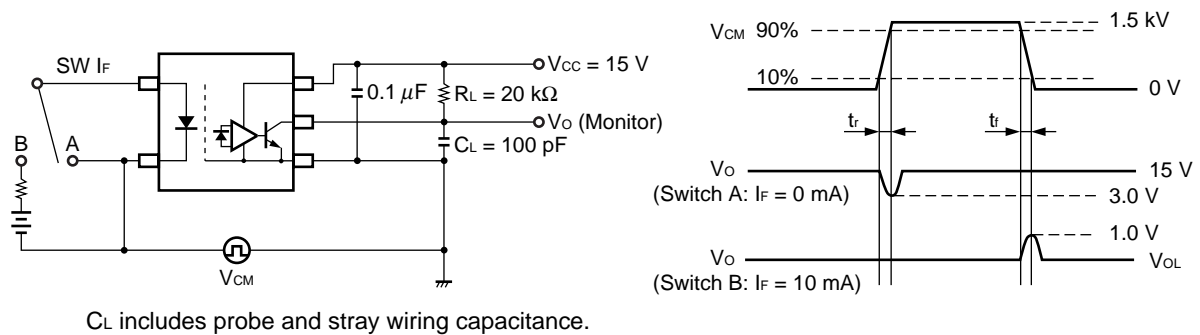 SW IF
B
A
0.1 μF
VCC = 15 V
RL = 20 kΩ
VO (Monitor)
CL = 100 pF
VCM
CL includes probe and stray wiring capacitance.
VCM 90%
10%
1.5 kV
0 V
tr
tf
VO
(Switch A: IF = 0 mA)
15 V
3.0 V
1.0 V
VO
(Switch B: IF = 10 mA)
VOL